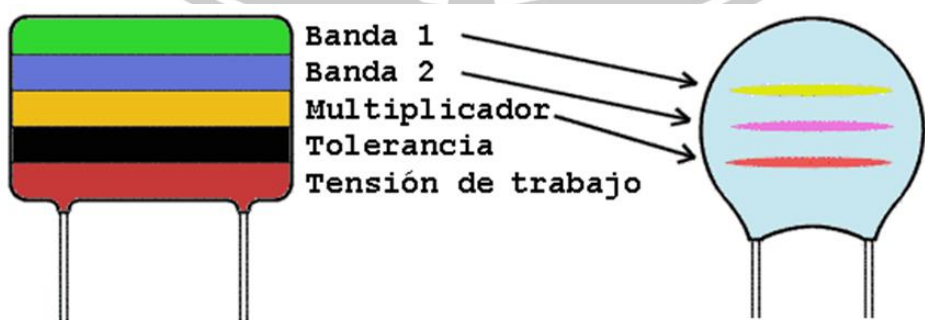 Banda 1
Banda 2
Multiplicador
Tolerancia
Tensión de trabajo